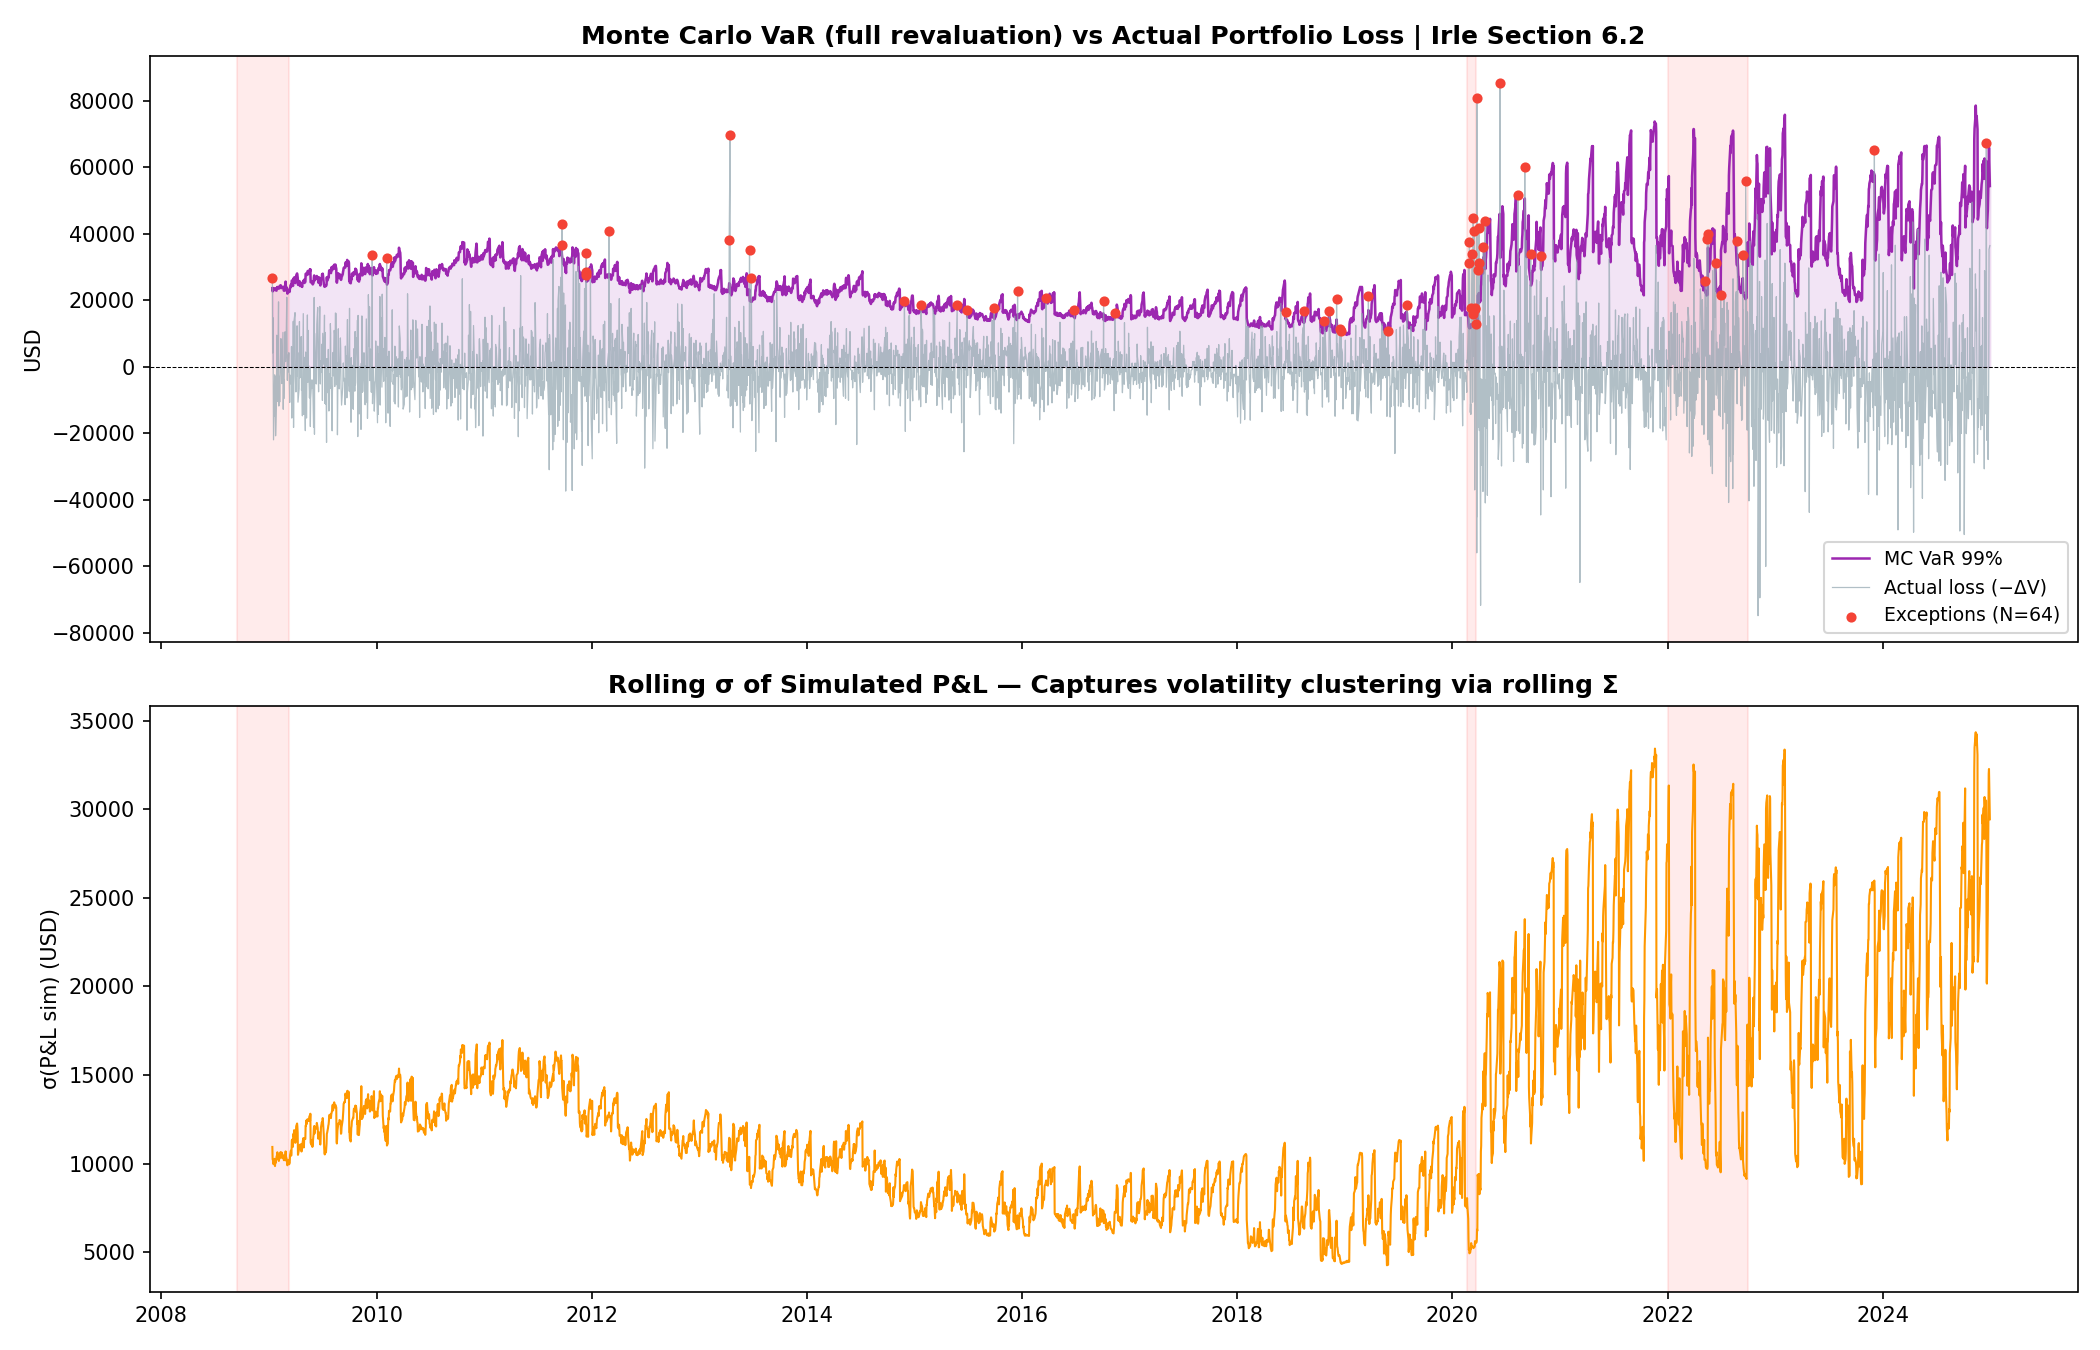 Monte Carlo VaR (full revaluation) vs Actual Portfolio Loss | Irle Section 6.2
USD
80000
60000
40000
20000
0
−20000
−40000
−60000
−80000
MC VaR 99%
Actual loss (−ΔV)
Exceptions (N=64)
Rolling σ of Simulated P&L — Captures volatility clustering via rolling Σ
σ(P&L sim) (USD)
35000
30000
25000
20000
15000
10000
5000
2008 2010 2012 2014 2016 2018 2020 2022 2024